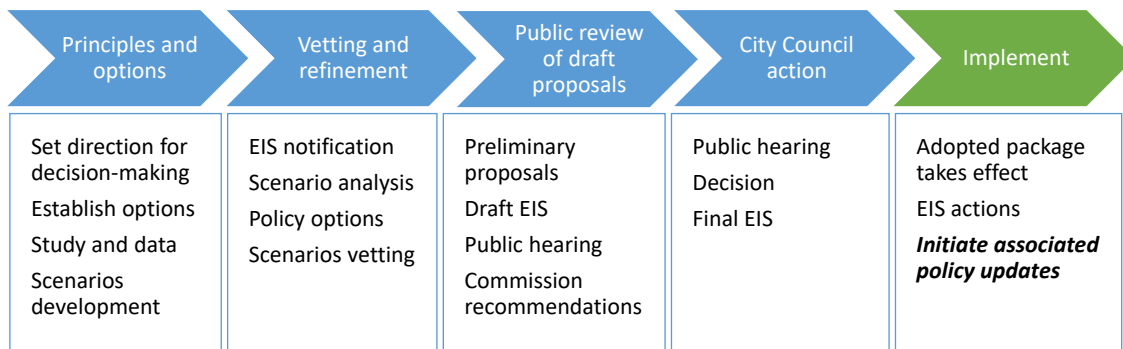 Principles and
options
Vetting and
refinement
Public review
of draft
proposals
City Council
action
Implement
Set direction for
decision-making
Establish options
Study and data
Scenarios
development
EIS notification
Scenario analysis
Policy options
Scenarios vetting
Preliminary
proposals
Draft EIS
Public hearing
Commission
recommendations
Public hearing
Decision
Final EIS
Adopted package
takes effect
EIS actions
Initiate associated
policy updates